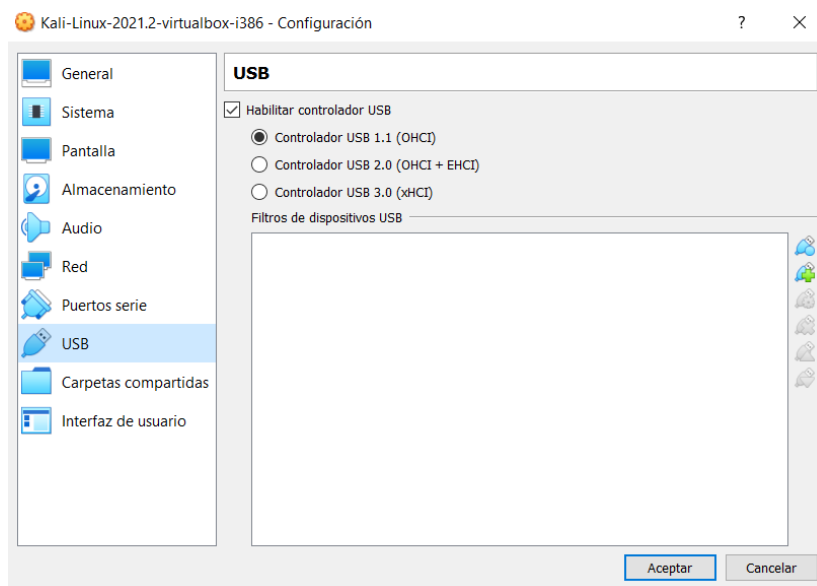 Kali-Linux-2021.2-virtualbox-i386 - Configuración
?
General
Sistema
Pantalla
Almacenamiento
Audio
Red
Puertos serie
USB
Carpetas compartidas
Interfaz de usuario
USB
Habilitar controlador USB
Controlador USB 1.1 (OHCI)
Controlador USB 2.0 (OHCI + EHCI)
Controlador USB 3.0 (xHCI)
Filtros de dispositivos USB
Aceptar
Cancelar